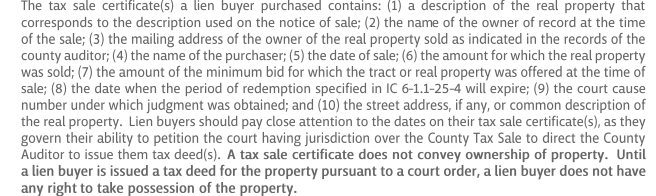 The tax sale certificate(s) a lien buyer purchased contains: (1) a description of the real property that
corresponds to the description used on the notice of sale; (2) the name of the owner of record at the time
of the sale; (3) the mailing address of the owner of the real property sold as indicated in the records of the
county auditor; (4) the name of the purchaser; (5) the date of sale; (6) the amount for which the real property
was sold; (7) the amount of the minimum bid for which the tract or real property was offered at the time of
sale; (8) the date when the period of redemption specified in IC 6-1.1-25-4 will expire; (9) the court cause
number under which judgment was obtained; and (10) the street address, if any, or common description of
the real property. Lien buyers should pay close attention to the dates on their tax sale certificate(s), as they
govern their ability to petition the court having jurisdiction over the County Tax Sale to direct the County
Auditor to issue them tax deed(s). A tax sale certificate does not convey ownership of property. Until
a lien buyer is issued a tax deed for the property pursuant to a court order, a lien buyer does not have
any right to take possession of the property.